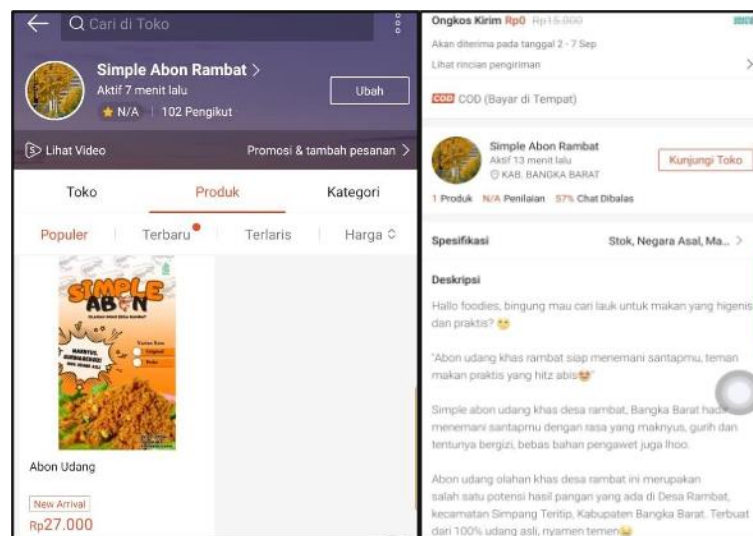 Cari di Toko
Simple Abon Rambat >
Aktif 7 menit lalu
N/A | 102 Pengikut
Ubah
Lihat Video
Promosi & tambah pesanan >
Toko
Produk
Kategori
Populer
Terbaru
Terlaris
Harga
SIMPLE
ABON
Varian Rasa
Original
Pedas
Abon Udang
New Arrival
Rp27.000
Ongkos Kirim Rp0 Rp15.000
Akan diterima pada tanggal 2 - 7 Sep
Lihat rincian pengiriman
COD COD (Bayar di Tempat)
Simple Abon Rambat
Aktif 13 menit lalu
KAB. BANGKA BARAT
Kunjungi Toko
1 Produk N/A Penilaian 57% Chat Dibalas
Spesifikasi
Stok, Negara Asal, Ma... >
Deskripsi
Hallo foodies, bingung mau cari lauk untuk makan yang higenis
dan praktis? 🤔
"Abon udang khas rambat siap menemani santapmu, teman
makan praktis yang hitz abis😍"
Simple abon udang khas desa rambat, Bangka Barat hadir
menemani santapmu dengan rasa yang maknyus, gurih dan
tentunya bergizi, bebas bahan pengawet juga lhoo.
Abon udang olahan khas desa rambat ini merupakan
salah satu potensi hasil pangan yang ada di Desa Rambat,
kecamatan Simpang Teritip, Kabupaten Bangka Barat. Terbuat
dari 100% udang asli, nyamen temen😄